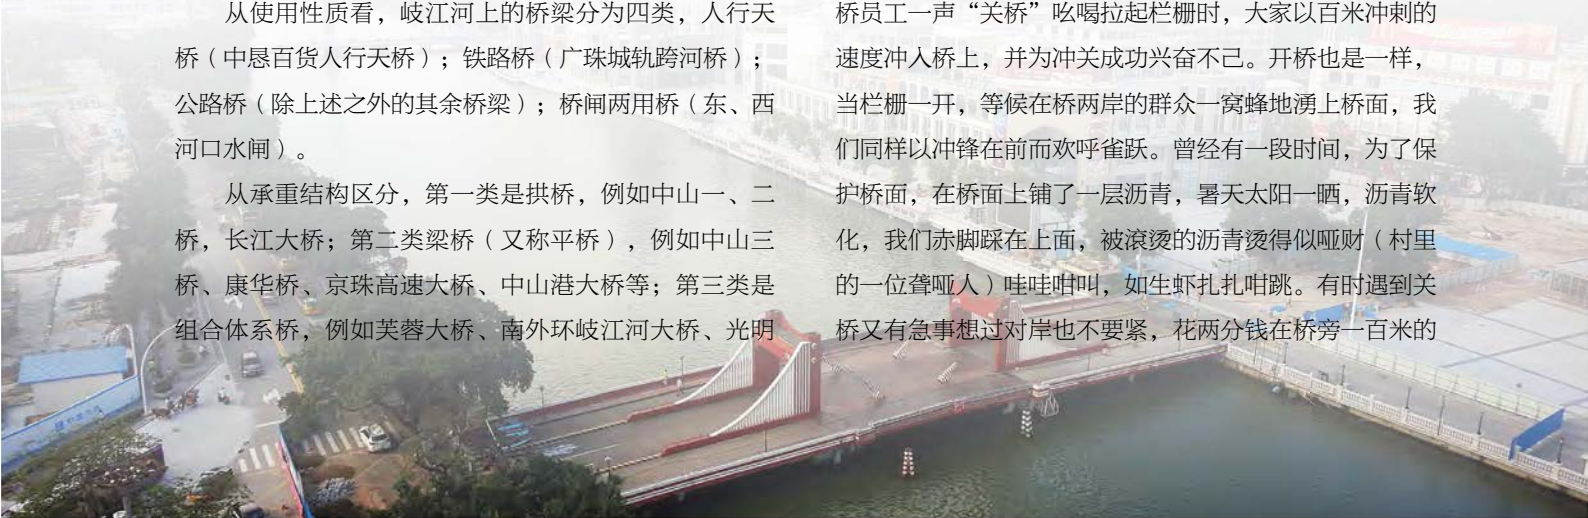 从使用性质看，岐江河上的桥梁分为四类，人行天
桥（中恳百货人行天桥）；铁路桥（广珠城轨跨河桥）；
公路桥（除上述之外的其余桥梁）；桥闸两用桥（东、西
河口水闸）。
从承重结构区分，第一类是拱桥，例如中山一、二
桥，长江大桥；第二类梁桥（又称平桥），例如中山三
桥、康华桥、京珠高速大桥、中山港大桥等；第三类是
组合体系桥，例如芙蓉大桥、南外环岐江河大桥、光明
桥员工一声“关桥”吆喝拉起栏栅时，大家以百米冲刺的
速度冲入桥上，并为冲关成功兴奋不已。开桥也是一样，
当栏栅一开，等候在桥两岸的群众一窝蜂地湧上桥面，我
们同样以冲锋在前而欢呼雀跃。曾经有一段时间，为了保
护桥面，在桥面上铺了一层沥青，暑天太阳一晒，沥青软
化，我们赤脚踩在上面，被滾烫的沥青烫得似哑财（村里
的一位聋哑人）哇哇咁叫，如生虾扎扎咁跳。有时遇到关
桥又有急事想过对岸也不要紧，花两分钱在桥旁一百米的